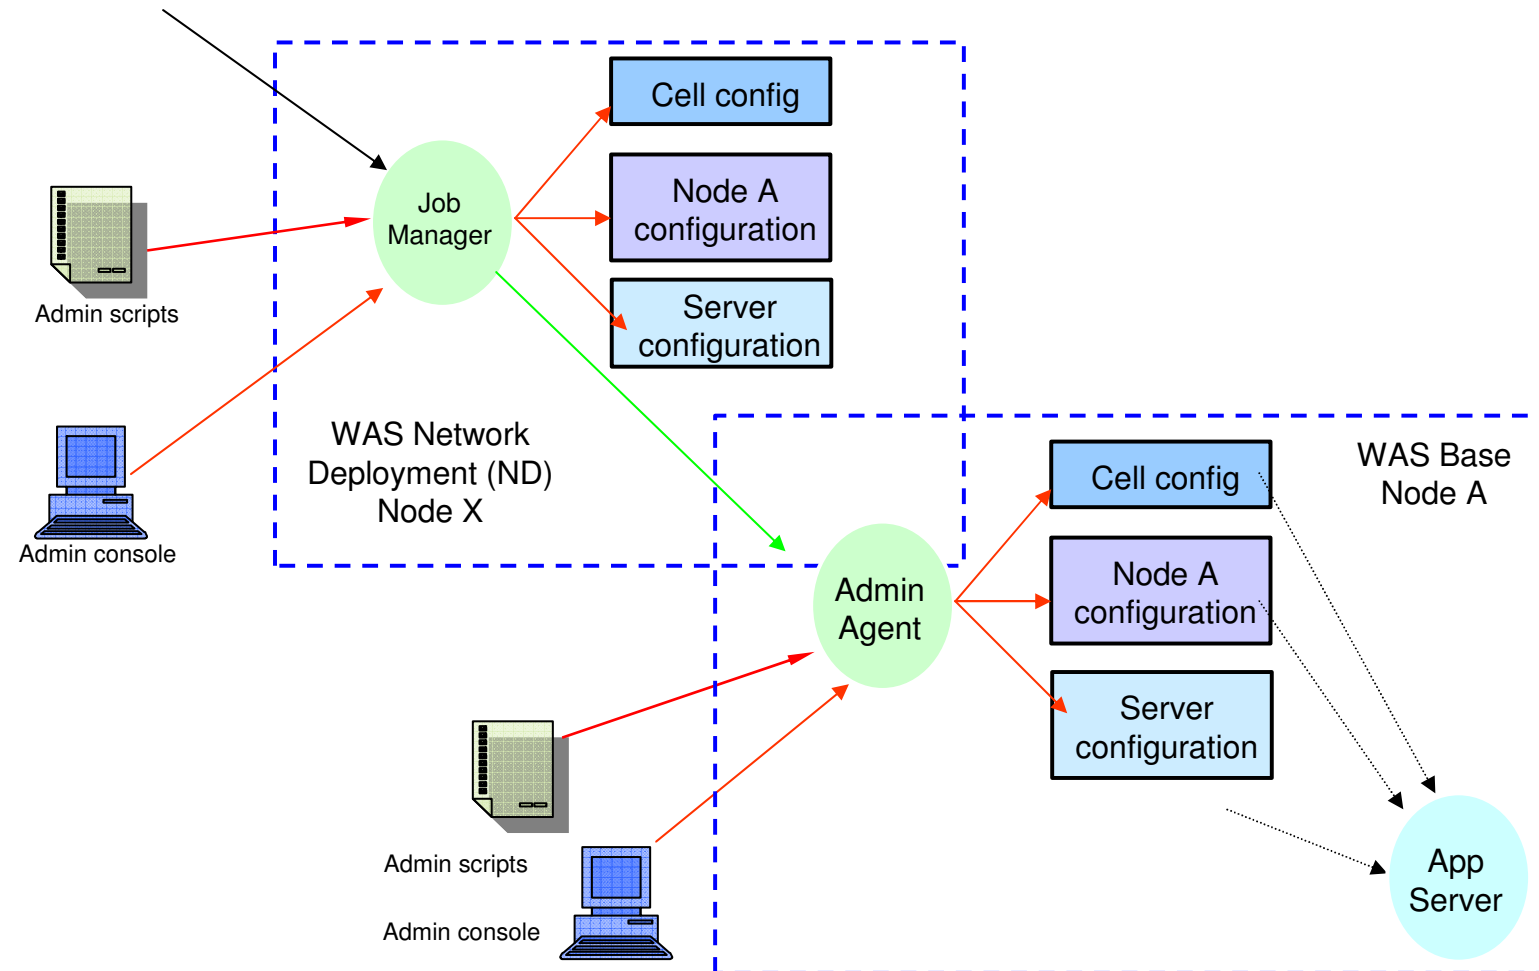 Cell config
Node A
configuration
Server
configuration
Job
Manager
Admin scripts
Admin console
WAS Network
Deployment (ND)
Node X
WAS Base
Node A
Cell config
Node A
configuration
Server
configuration
Admin
Agent
Admin scripts
Admin console
App
Server